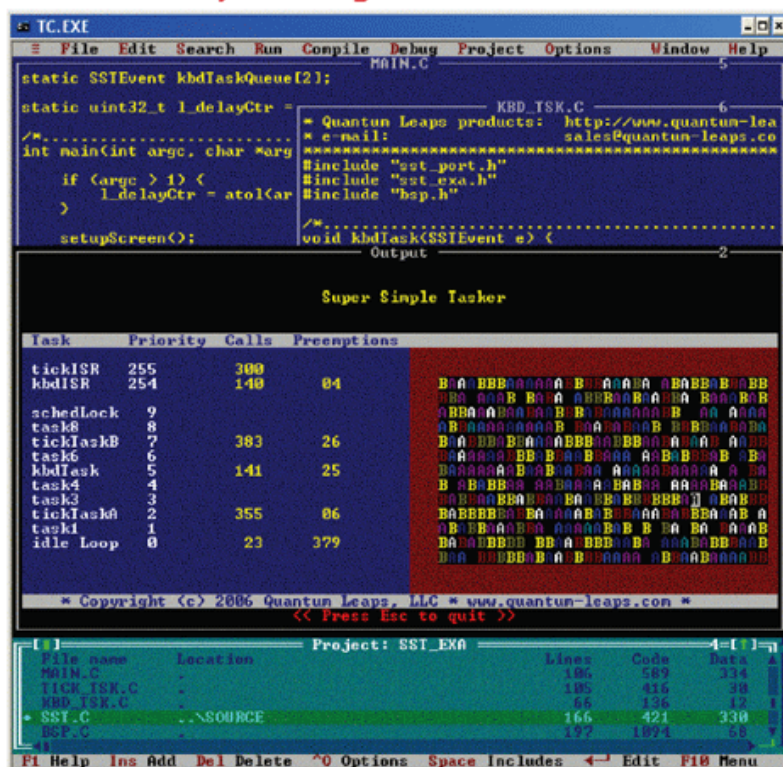 TC.EXE
≡ File Edit Search Run Compile Debug Project Options Window Help
MAIN.C 5
static SSTEvent kbdTaskQueue[2];
static uint32_t l_delayCtr =
/*..............................
int main(int argc, char *arg
if (argc > 1) {
l_delayCtr = atol(ar
}
setupScreen();
KBD_TSK.C 6
* Quantum Leaps products: http://www.quantum-lea
* e-mail: sales@quantum-leaps.co
#include "sst_port.h"
#include "sst_exa.h"
#include "bsp.h"
/*..............................
void kbdTask(SSTEvent e) {
Output 2
Super Simple Tasker
Task Priority Calls Preemptions
tickISR 255 300
kbdISR 254 140 04
schedLock 9
task8 8
tickTaskB 7 383 26
task6 6
kbdTask 5 141 25
task4 4
task3 3
tickTaskA 2 355 06
task1 1
idle Loop 0 23 379
* Copyright (c) 2006 Quantum Leaps, LLC * www.quantum-leaps.com *
<< Press Esc to quit >>
Project: SST_EXA 4
File name Location Lines Code Data
MAIN.C . 106 589 334
TICK_TSK.C . 105 416 30
KBD_TSK.C . 66 136 12
SST.C ..\SOURCE 166 421 330
BSP.C . 197 1094 68
F1 Help Ins Add Del Delete ^O Options Space Includes ◄┘ Edit F10 Menu